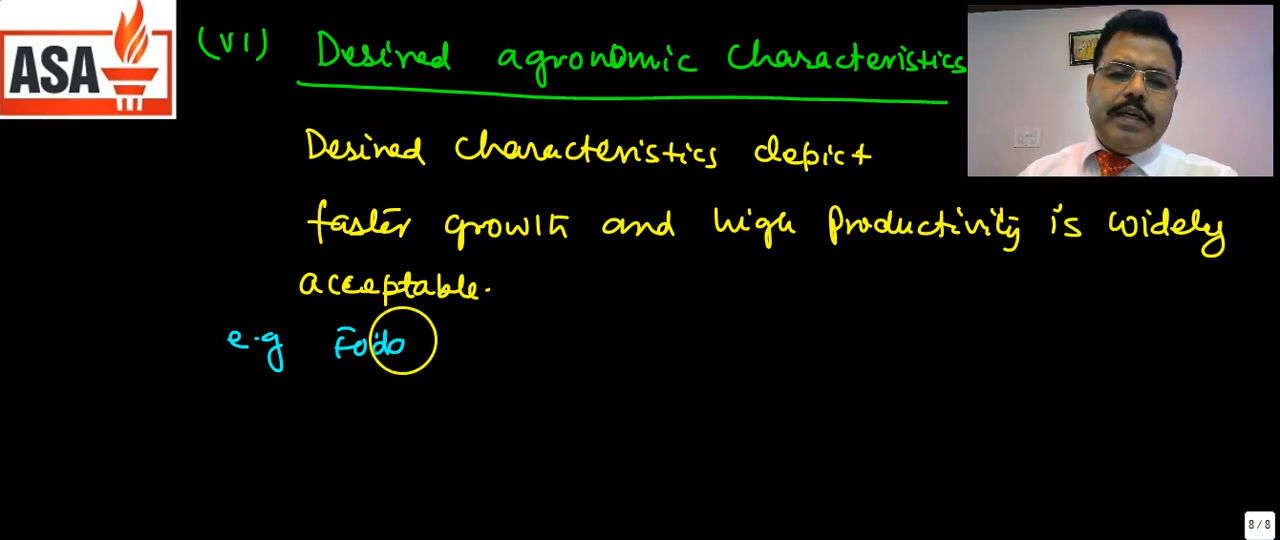 ASA
(VI) Desired agronomic characteristics
Desired characteristics depict
faster growth and high productivity is widely
acceptable.
e.g Fodo
8/8